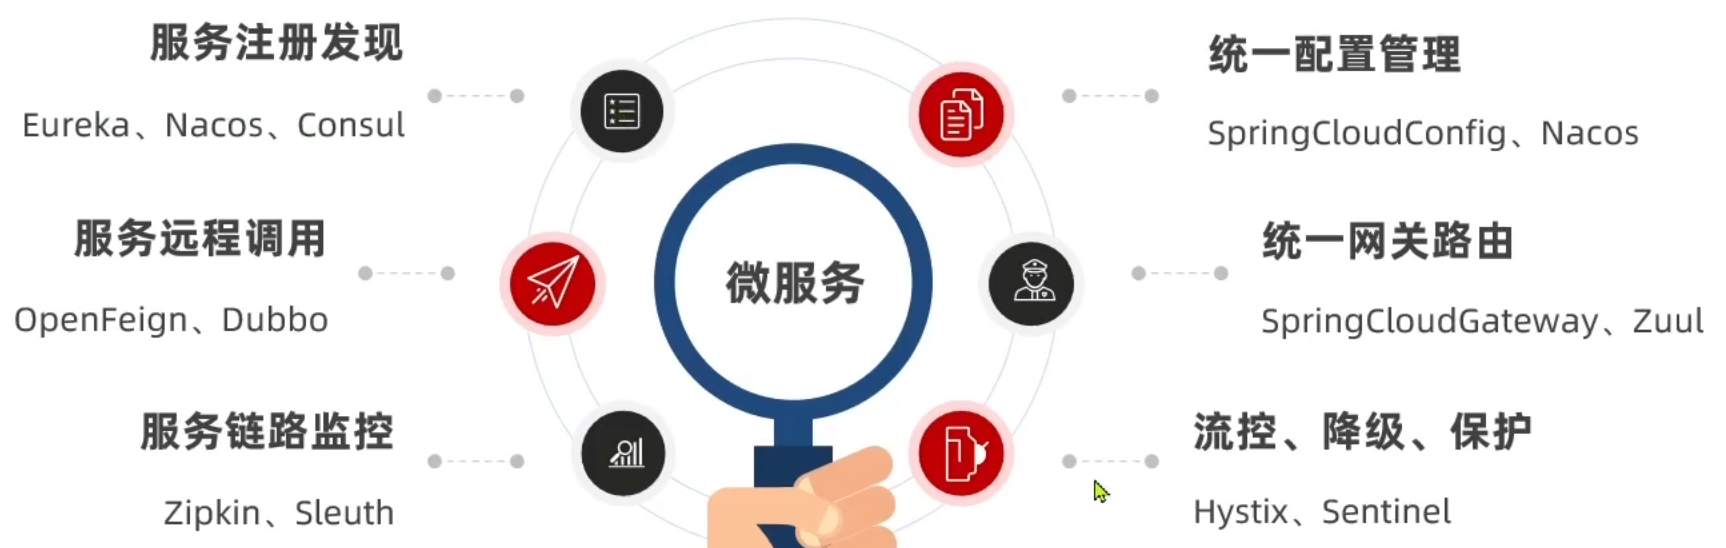 服务注册发现
Eureka、Nacos、Consul
服务远程调用
OpenFeign、Dubbo
服务链路监控
Zipkin、Sleuth
微服务
统一配置管理
SpringCloudConfig、Nacos
统一网关路由
SpringCloudGateway、Zuul
流控、降级、保护
Hystix、Sentinel